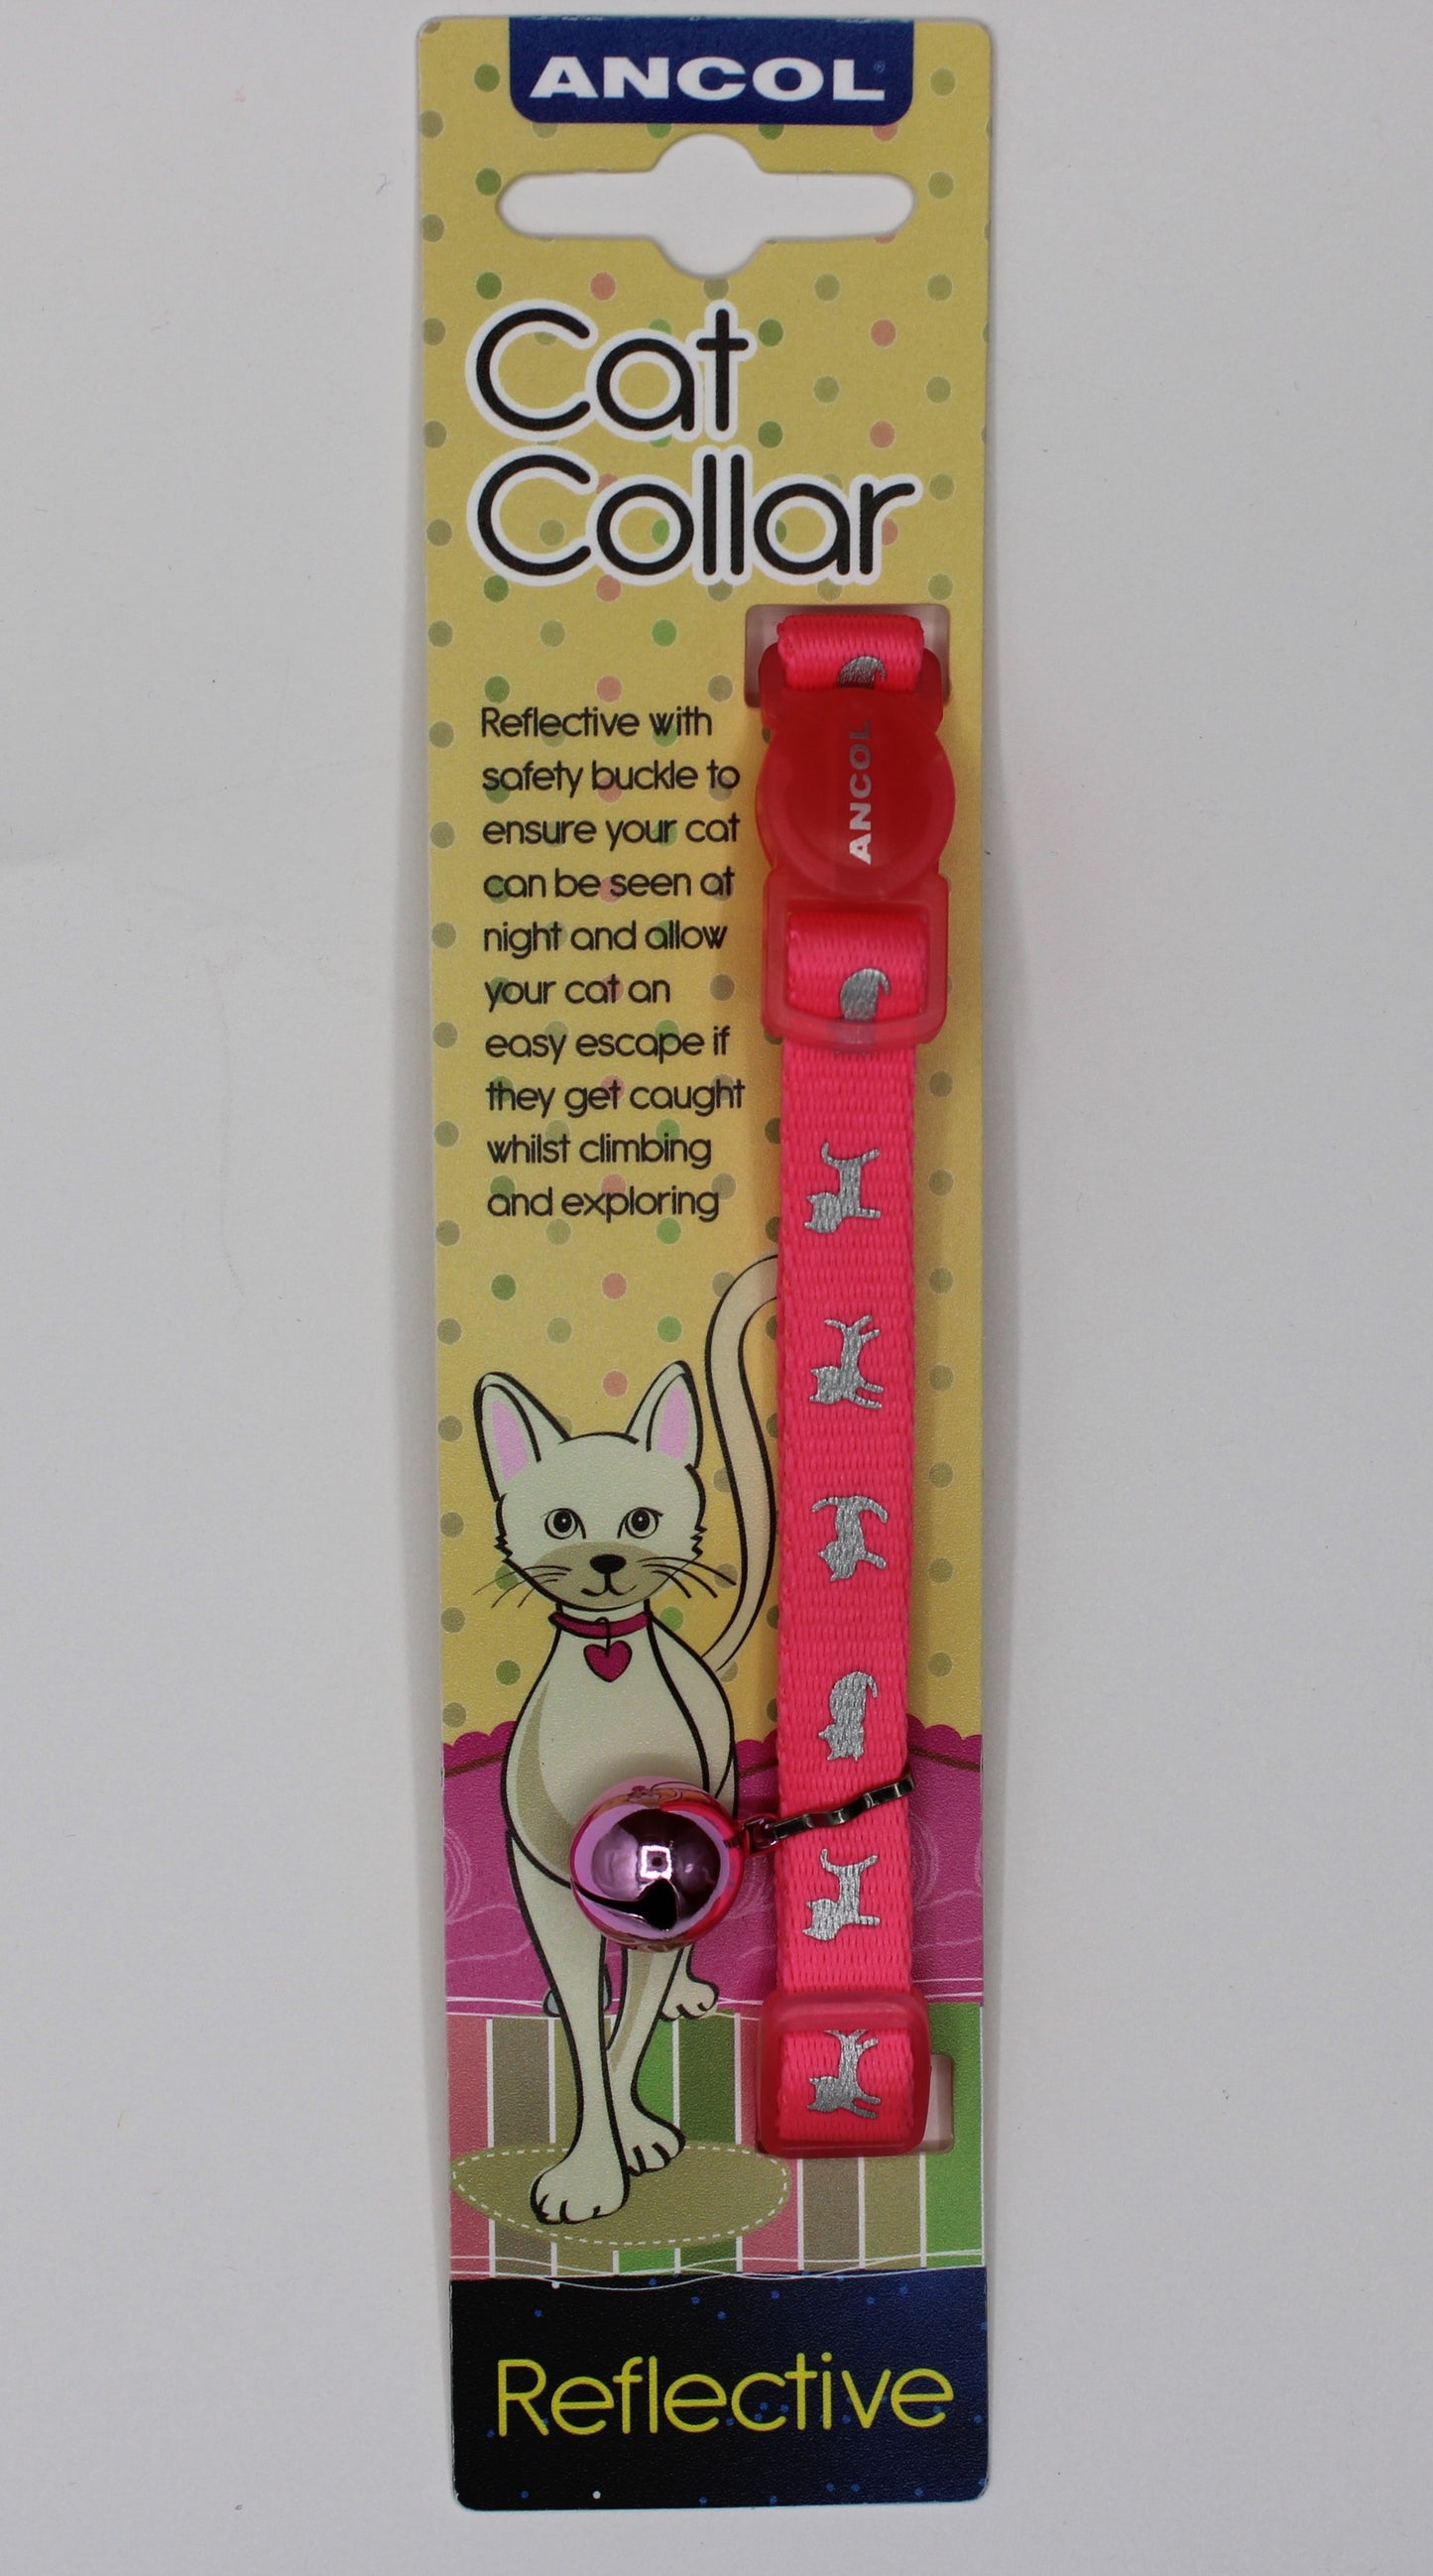 ANCOL
Cat
Collar
Reflective with
safety buckle to
ensure your cat
can be seen at
night and allow
your cat an
easy escape if
they get caught
whilst climbing
and exploring
ANCOL
Reflective